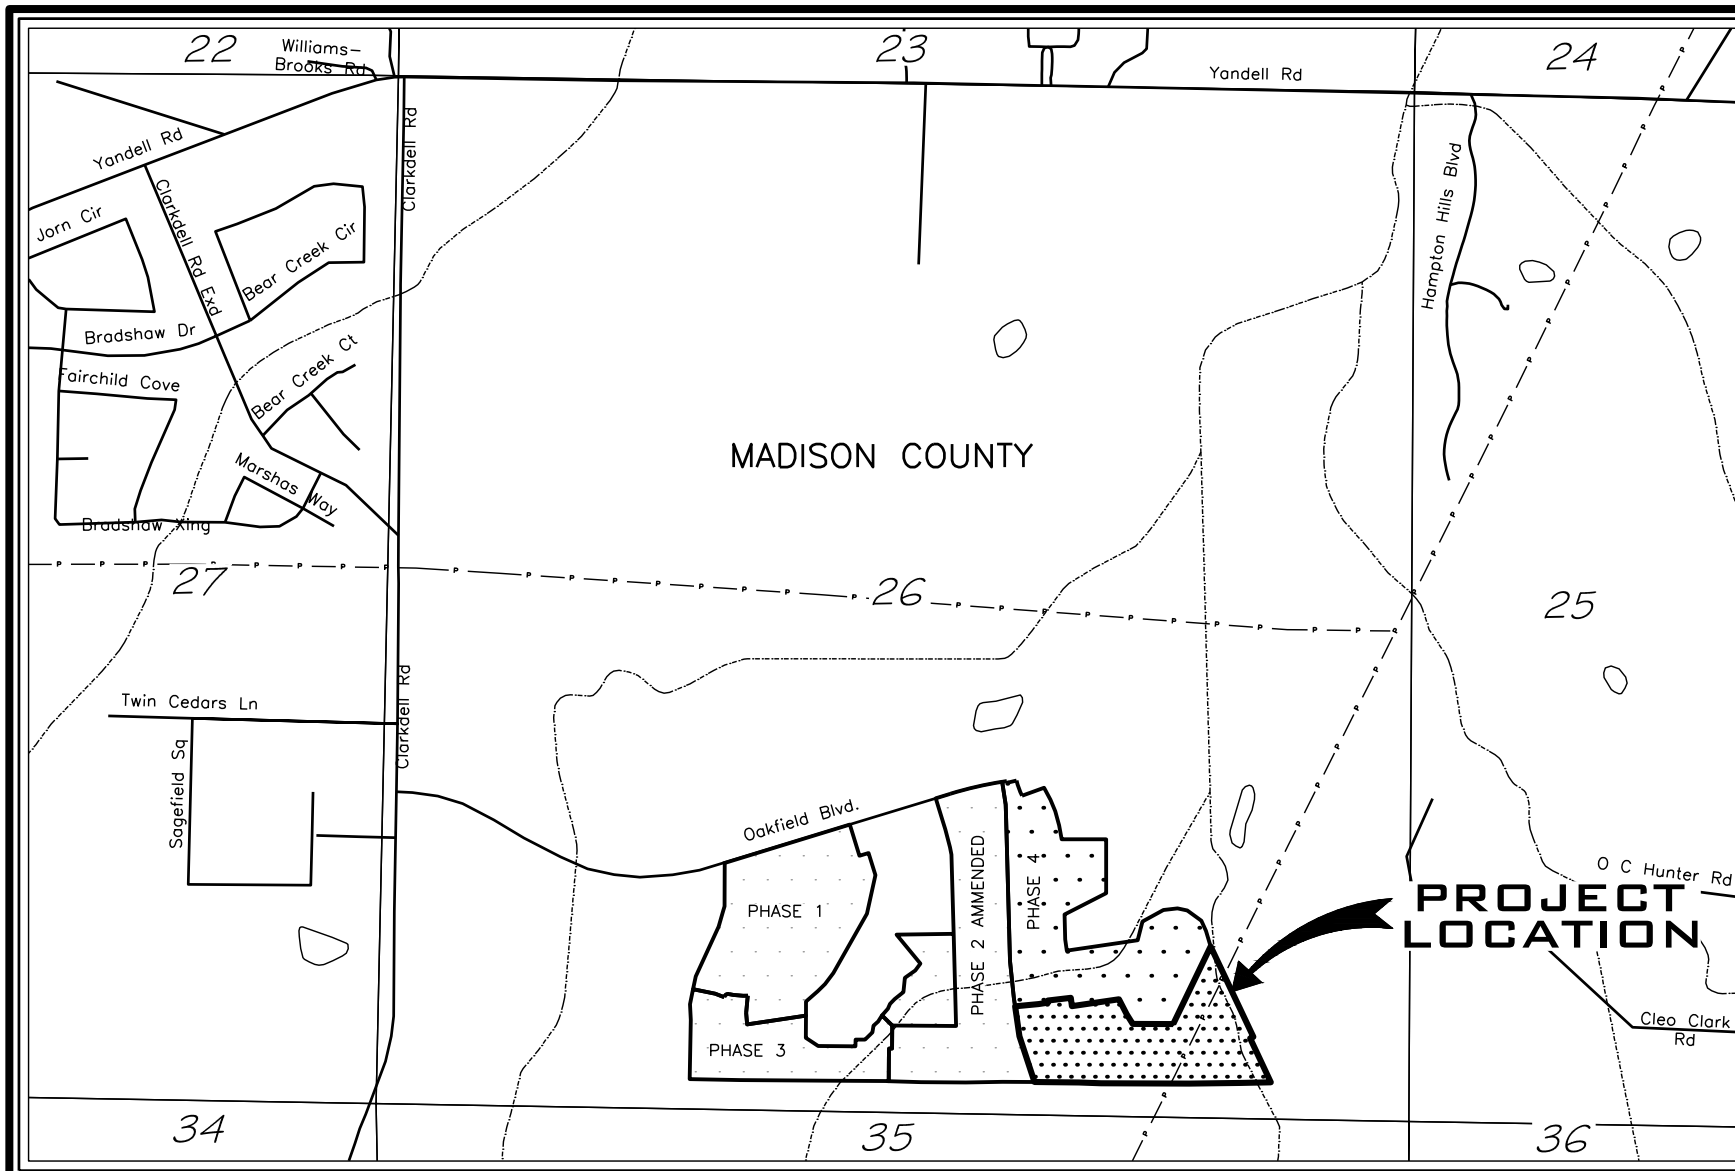 22
Williams-
Brooks Rd
23
Yandell Rd
24
Yandell Rd
Clarkdell Rd
Jorn Cir
Clarkdell Rd Exd
Bear Creek Cir
Hampton Hills Blvd
Bradshaw Dr
Fairchild Cove
Bear Creek Ct
MADISON COUNTY
Marshas Way
Bradshaw Xing
27
26
25
Clarkdell Rd
Twin Cedars Ln
Sagefield Sq
Oakfield Blvd.
PHASE 1
PHASE 2 AMMENDED
PHASE 4
O C Hunter Rd
PROJECT
LOCATION
PHASE 3
Cleo Clark
Rd
34
35
36
P P P P P P P P P P P P P P P P P P P P P